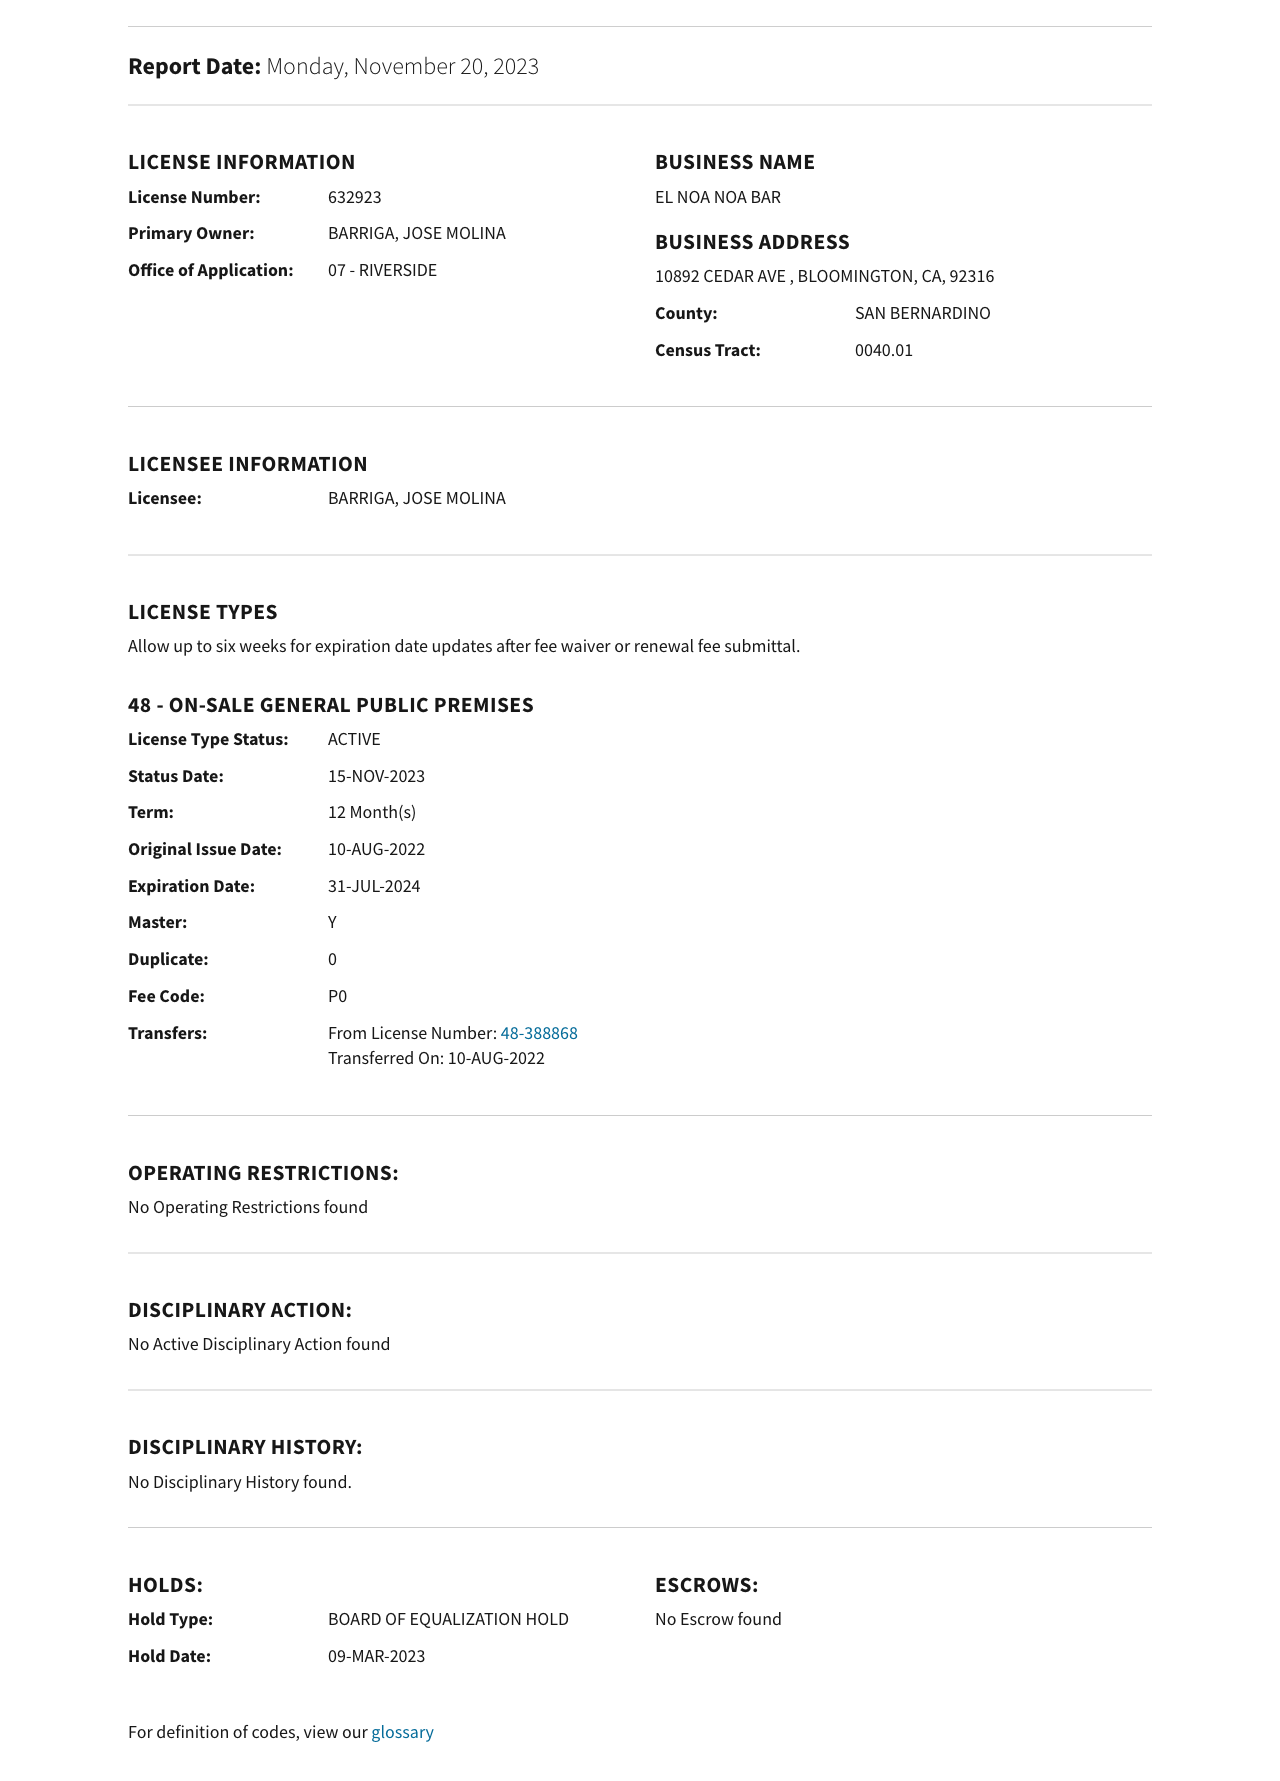 Report Date: Monday, November 20, 2023
LICENSE INFORMATION
License Number: 632923
Primary Owner: BARRIGA, JOSE MOLINA
Office of Application: 07 - RIVERSIDE
BUSINESS NAME
EL NOA NOA BAR
BUSINESS ADDRESS
10892 CEDAR AVE , BLOOMINGTON, CA, 92316
County: SAN BERNARDINO
Census Tract: 0040.01
LICENSEE INFORMATION
Licensee: BARRIGA, JOSE MOLINA
LICENSE TYPES
Allow up to six weeks for expiration date updates after fee waiver or renewal fee submittal.
48 - ON-SALE GENERAL PUBLIC PREMISES
License Type Status: ACTIVE
Status Date: 15-NOV-2023
Term: 12 Month(s)
Original Issue Date: 10-AUG-2022
Expiration Date: 31-JUL-2024
Master: Y
Duplicate: 0
Fee Code: P0
Transfers: From License Number: 48-388868
Transferred On: 10-AUG-2022
OPERATING RESTRICTIONS:
No Operating Restrictions found
DISCIPLINARY ACTION:
No Active Disciplinary Action found
DISCIPLINARY HISTORY:
No Disciplinary History found.
HOLDS:
Hold Type: BOARD OF EQUALIZATION HOLD
Hold Date: 09-MAR-2023
ESCROWS:
No Escrow found
For definition of codes, view our glossary